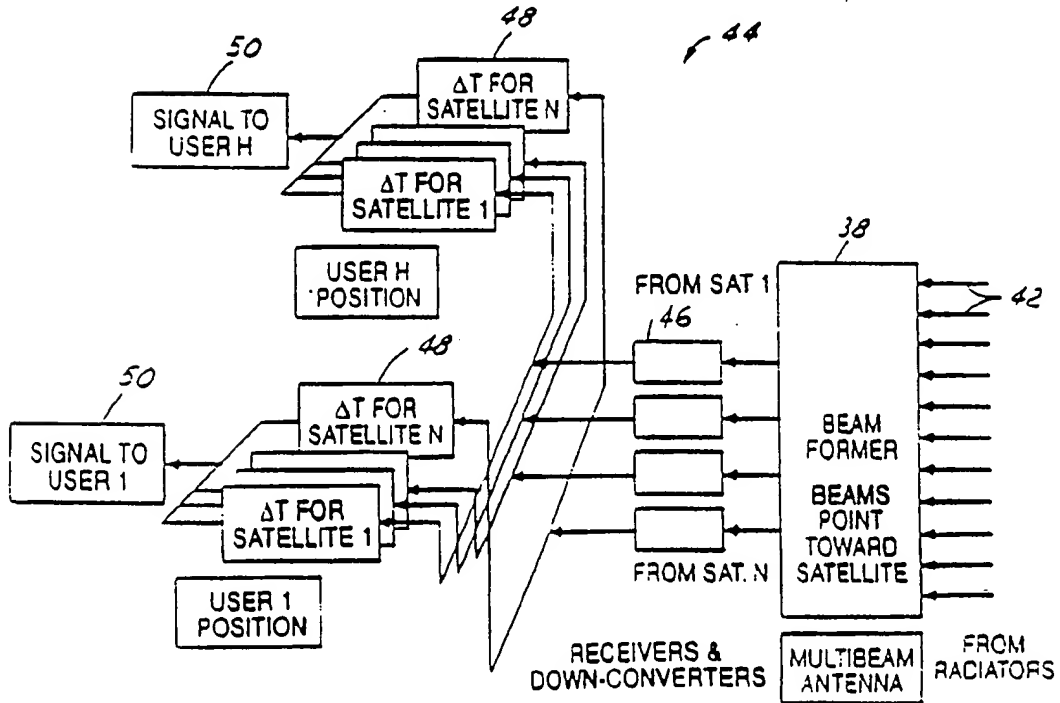 44
48
50
ΔT FOR
SATELLITE N
SIGNAL TO
USER H
ΔT FOR
SATELLITE 1
USER H
POSITION
38
FROM SAT 1
42
46
48
50
ΔT FOR
SATELLITE N
SIGNAL TO
USER 1
ΔT FOR
SATELLITE 1
USER 1
POSITION
BEAM
FORMER
BEAMS
POINT
TOWARD
SATELLITE
FROM SAT. N
RECEIVERS &
DOWN-CONVERTERS
MULTIBEAM
ANTENNA
FROM
RADIATORS